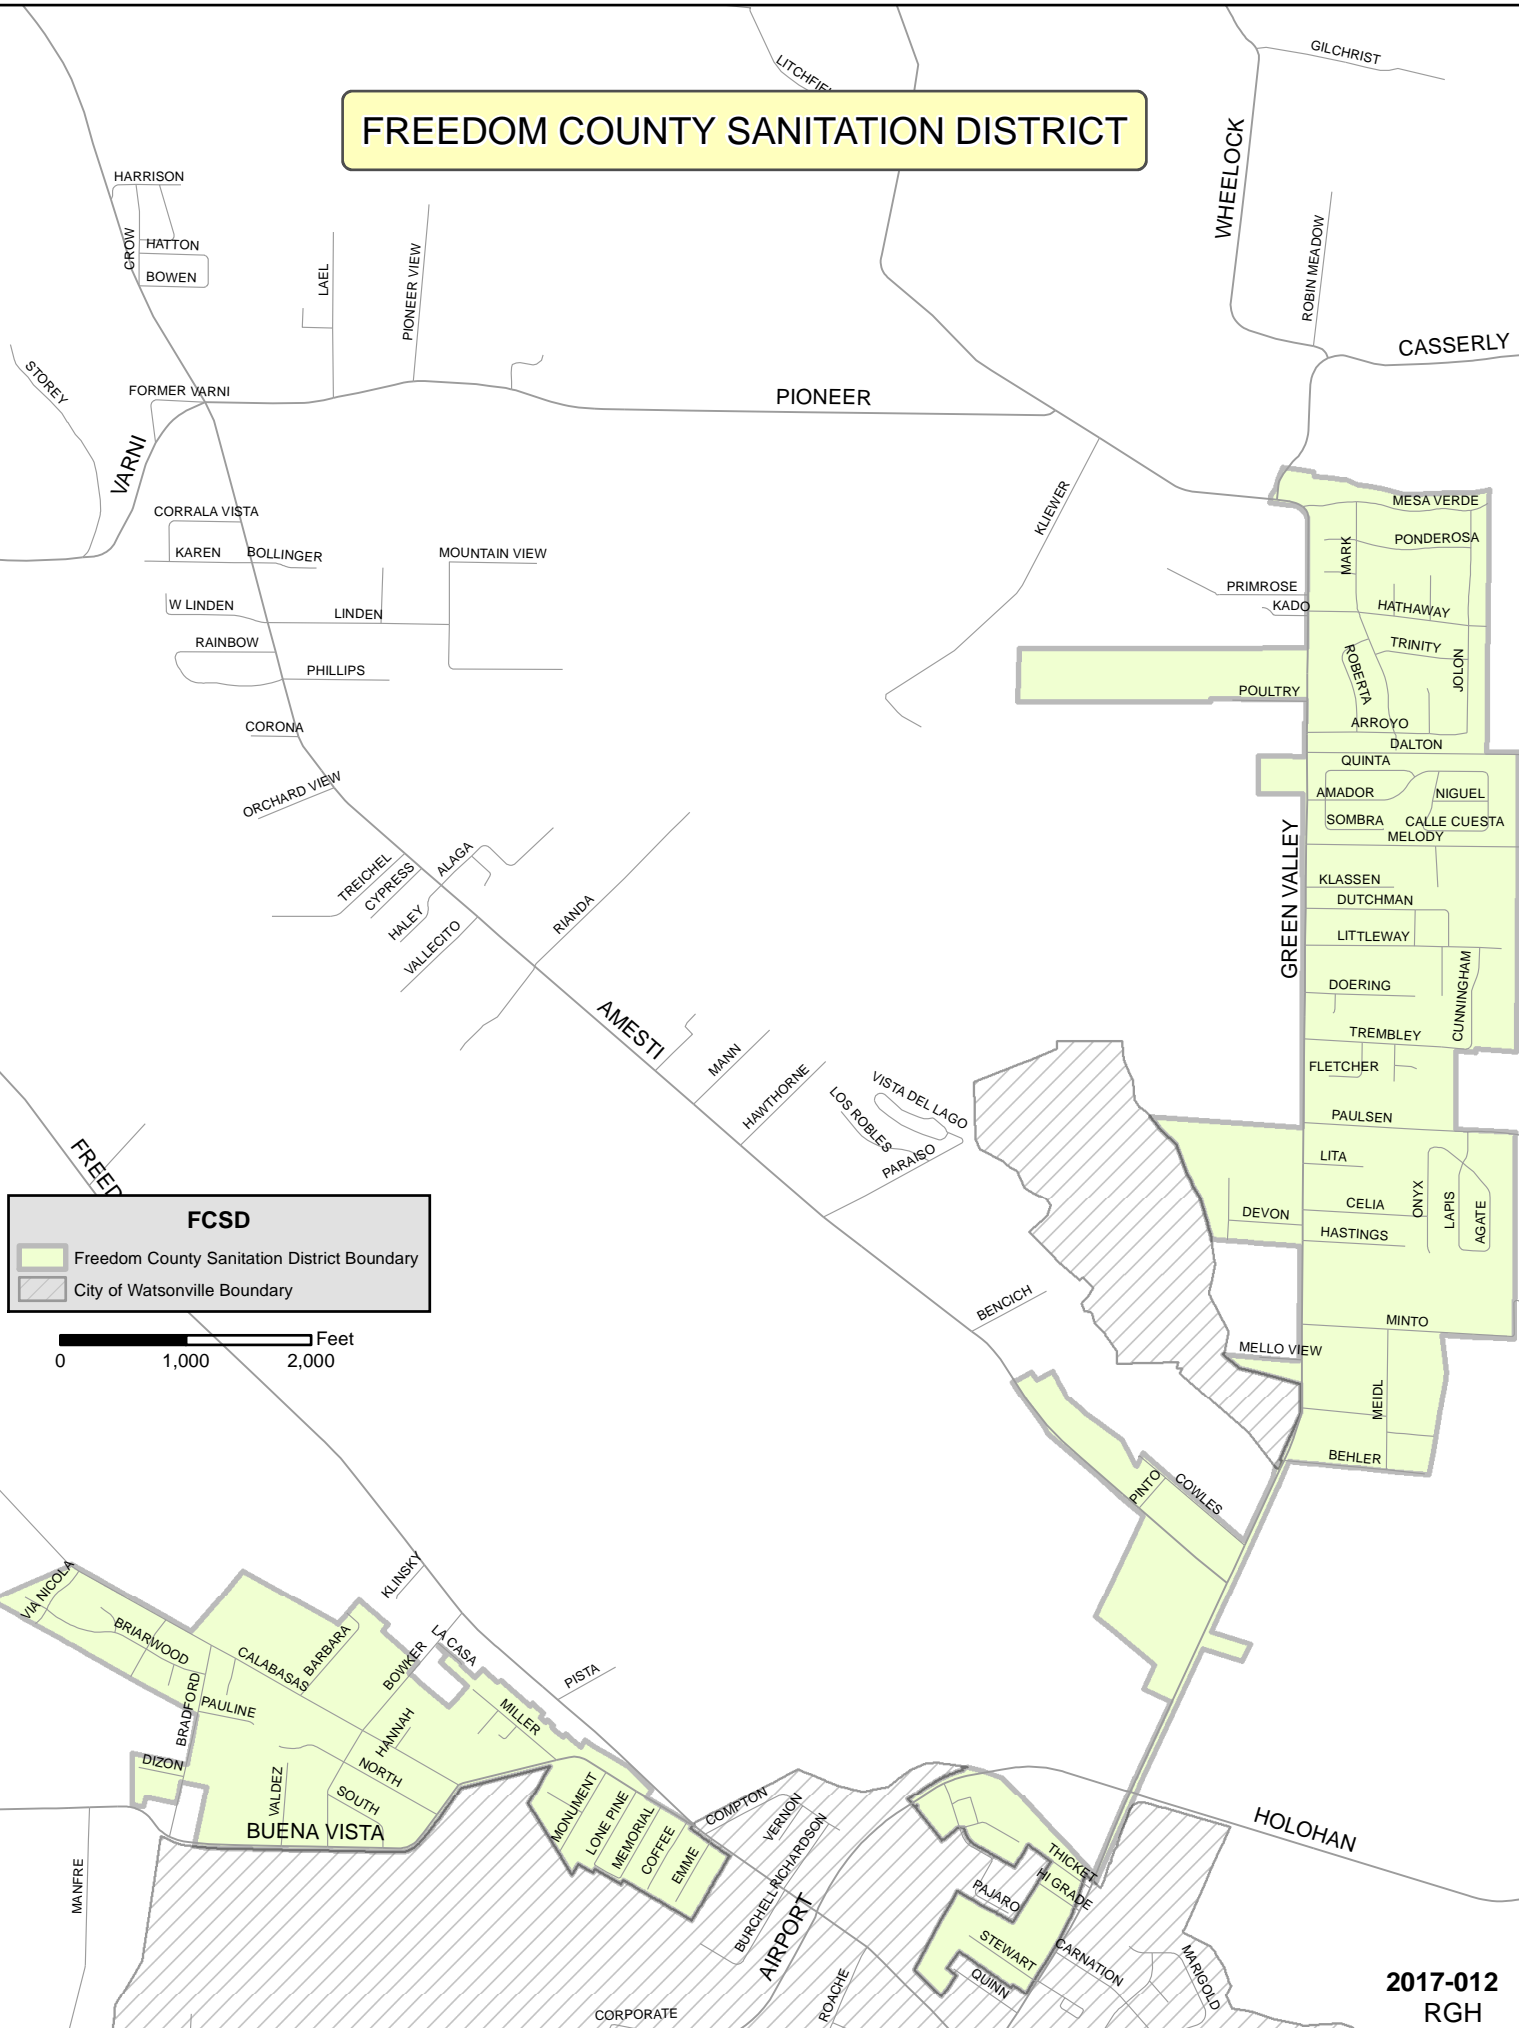 LITCHFIEL
GILCHRIST
FREEDOM COUNTY SANITATION DISTRICT
WHEELOCK
HARRISON
CROW
HATTON
BOWEN
LAEL
PIONEER VIEW
ROBIN MEADOW
CASSERLY
STOREY
FORMER VARNI
PIONEER
VARNI
KLIEWER
MESA VERDE
CORRALA VISTA
MARK
PONDEROSA
KAREN
BOLLINGER
MOUNTAIN VIEW
PRIMROSE
KADO
HATHAWAY
W LINDEN
LINDEN
RAINBOW
TRINITY
ROBERTA
JOLON
PHILLIPS
POULTRY
CORONA
ARROYO
DALTON
QUINTA
ORCHARD VIEW
AMADOR
NIGUEL
SOMBRA
CALLE CUESTA
MELODY
GREEN VALLEY
TREICHEL
CYPRESS
ALAGA
HALEY
VALLECITO
RIANDA
KLASSEN
DUTCHMAN
LITTLEWAY
DOERING
CUNNINGHAM
AMESTI
TREMBLEY
FLETCHER
MANN
HAWTHORNE
VISTA DEL LAGO
LOS ROBLES
PARAISO
PAULSEN
LITA
FREED
CELIA
ONYX
LAPIS
AGATE
DEVON
HASTINGS
FCSD
Freedom County Sanitation District Boundary
City of Watsonville Boundary
Feet
0
1,000
2,000
BENCICH
MINTO
MELLO VIEW
MEIDL
BEHLER
PINTO
COWLES
KLINSKY
VIA NICOLA
BRIARWOOD
CALABASAS
BARBARA
BOWKER
LA CASA
PISTA
BRADFORD
PAULINE
HANNAH
MILLER
DIZON
VALDEZ
NORTH
SOUTH
BUENA VISTA
MONUMENT
LONE PINE
MEMORIAL
COFFEE
EMME
COMPTON
VERNON
RICHARDSON
BURCHELL
HOLOHAN
THICKET
HI GRADE
PAJARO
MANFRE
AIRPORT
STEWART
QUINN
CARNATION
MARIGOLD
ROACHE
CORPORATE
2017-012
RGH